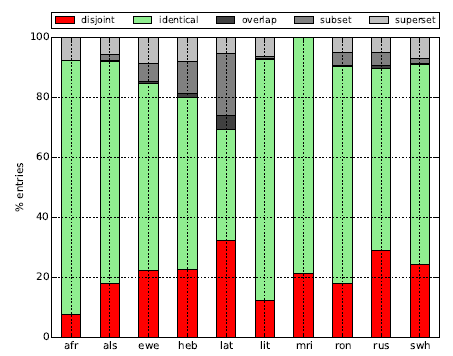 disjoint identical overlap subset superset
100
80
60
40
20
0
% entries
afr als ewe heb lat lit mri ron rus swh